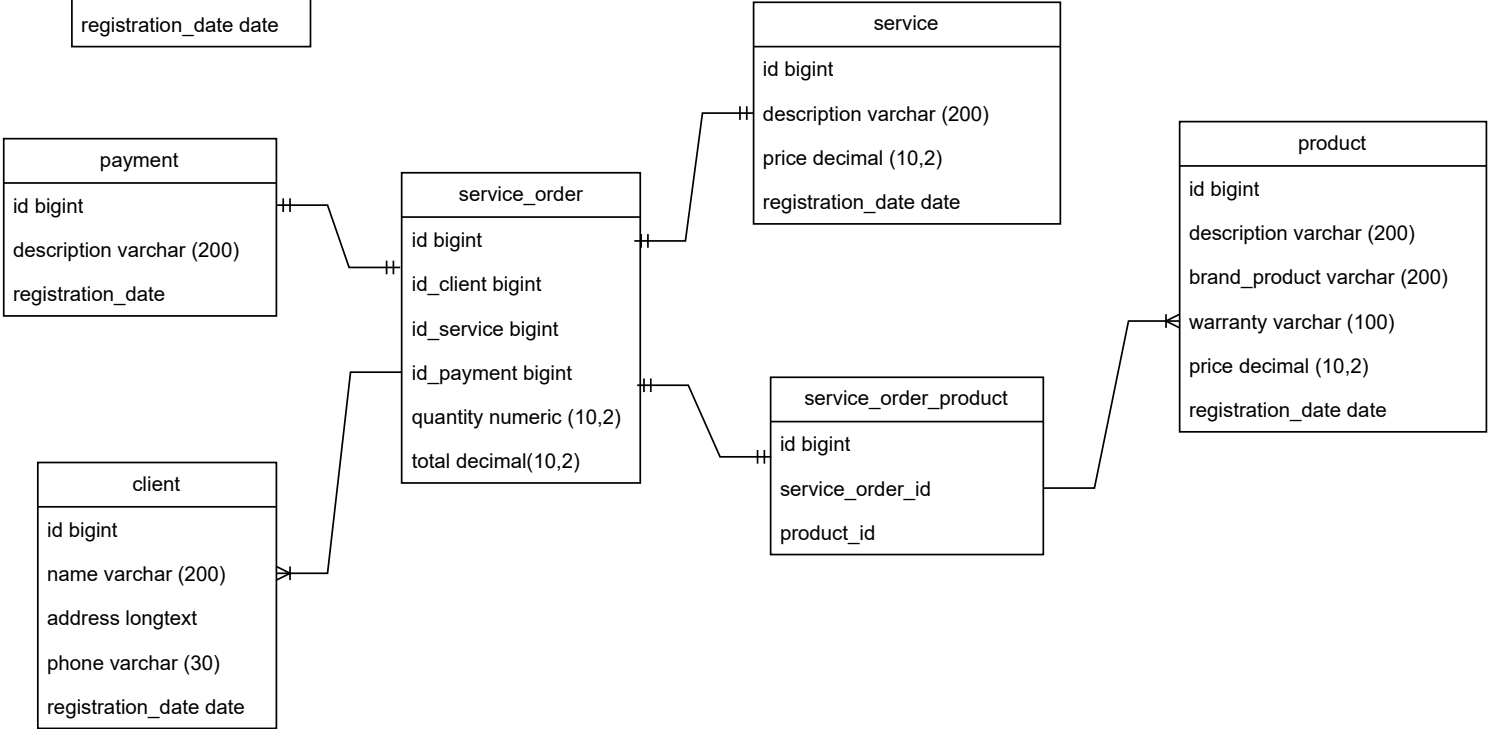 registration_date date
service
id bigint
description varchar (200)
price decimal (10,2)
registration_date date
product
id bigint
description varchar (200)
brand_product varchar (200)
warranty varchar (100)
price decimal (10,2)
registration_date date
payment
id bigint
description varchar (200)
registration_date
service_order
id bigint
id_client bigint
id_service bigint
id_payment bigint
quantity numeric (10,2)
total decimal(10,2)
service_order_product
id bigint
service_order_id
product_id
client
id bigint
name varchar (200)
address longtext
phone varchar (30)
registration_date date